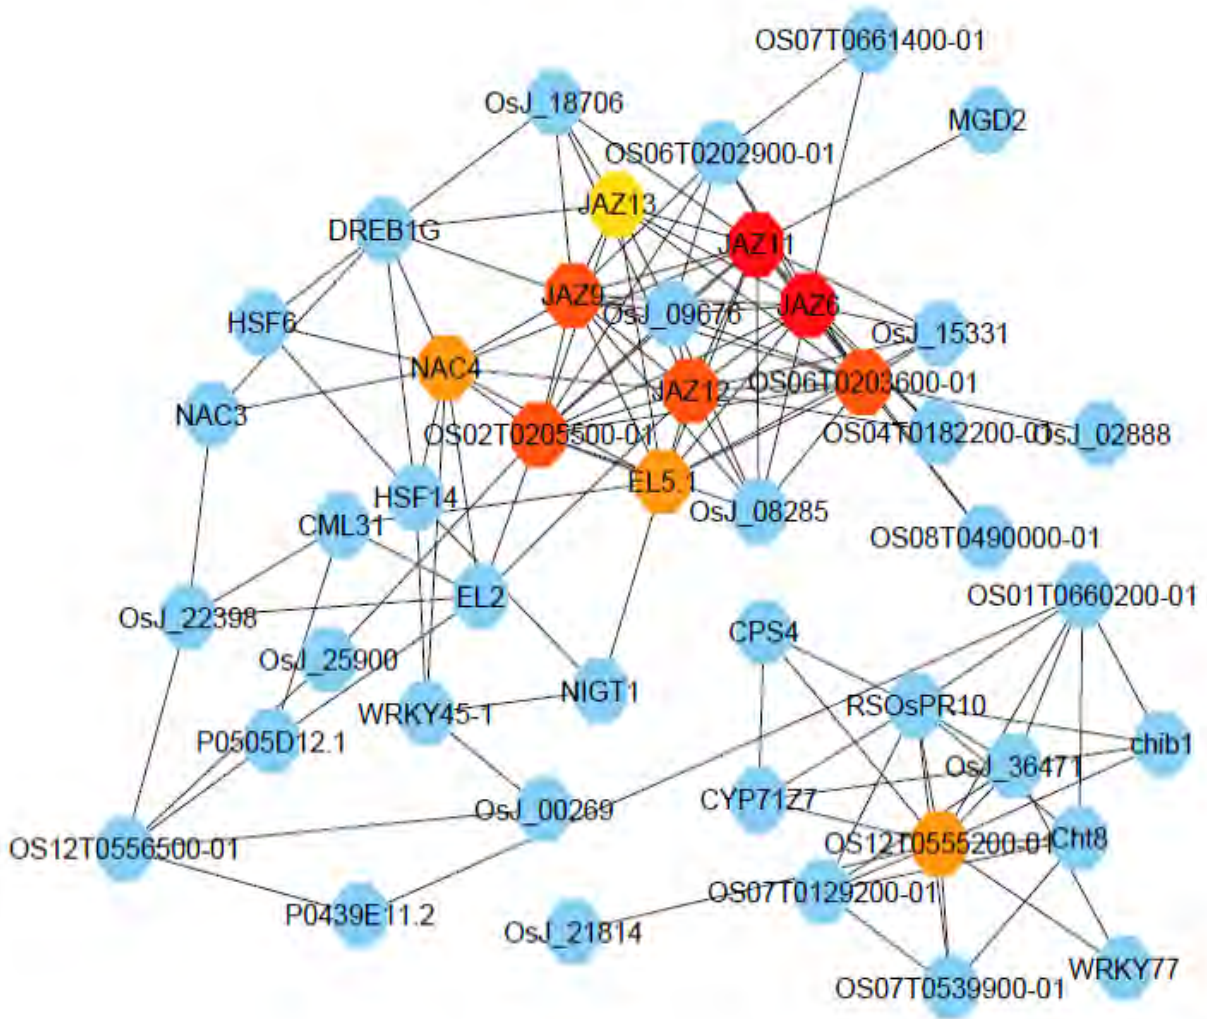 OS07T0661400-01
OsJ_18706
MGD2
OS06T0202900-01
JAZ13
DREB1G
JAZ11
JAZ9
JAZ6
OsJ_09676
HSF6
OsJ_15331
NAC4
JAZ12
OS06T0203600-01
NAC3
OS02T0205500-01
OS04T0182200-01
OsJ_02888
EL5.1
HSF14
OsJ_08285
CML31
OS08T0490000-01
EL2
OS01T0660200-01
OsJ_22398
CPS4
OsJ_25900
NIGT1
RSOsPR10
WRKY45-1
P0505D12.1
chib1
OsJ_36471
CYP71Z7
OsJ_00269
OS12T0555200-01
Cht8
OS12T0556500-01
OS07T0129200-01
P0439E11.2
OsJ_21814
WRKY77
OS07T0539900-01